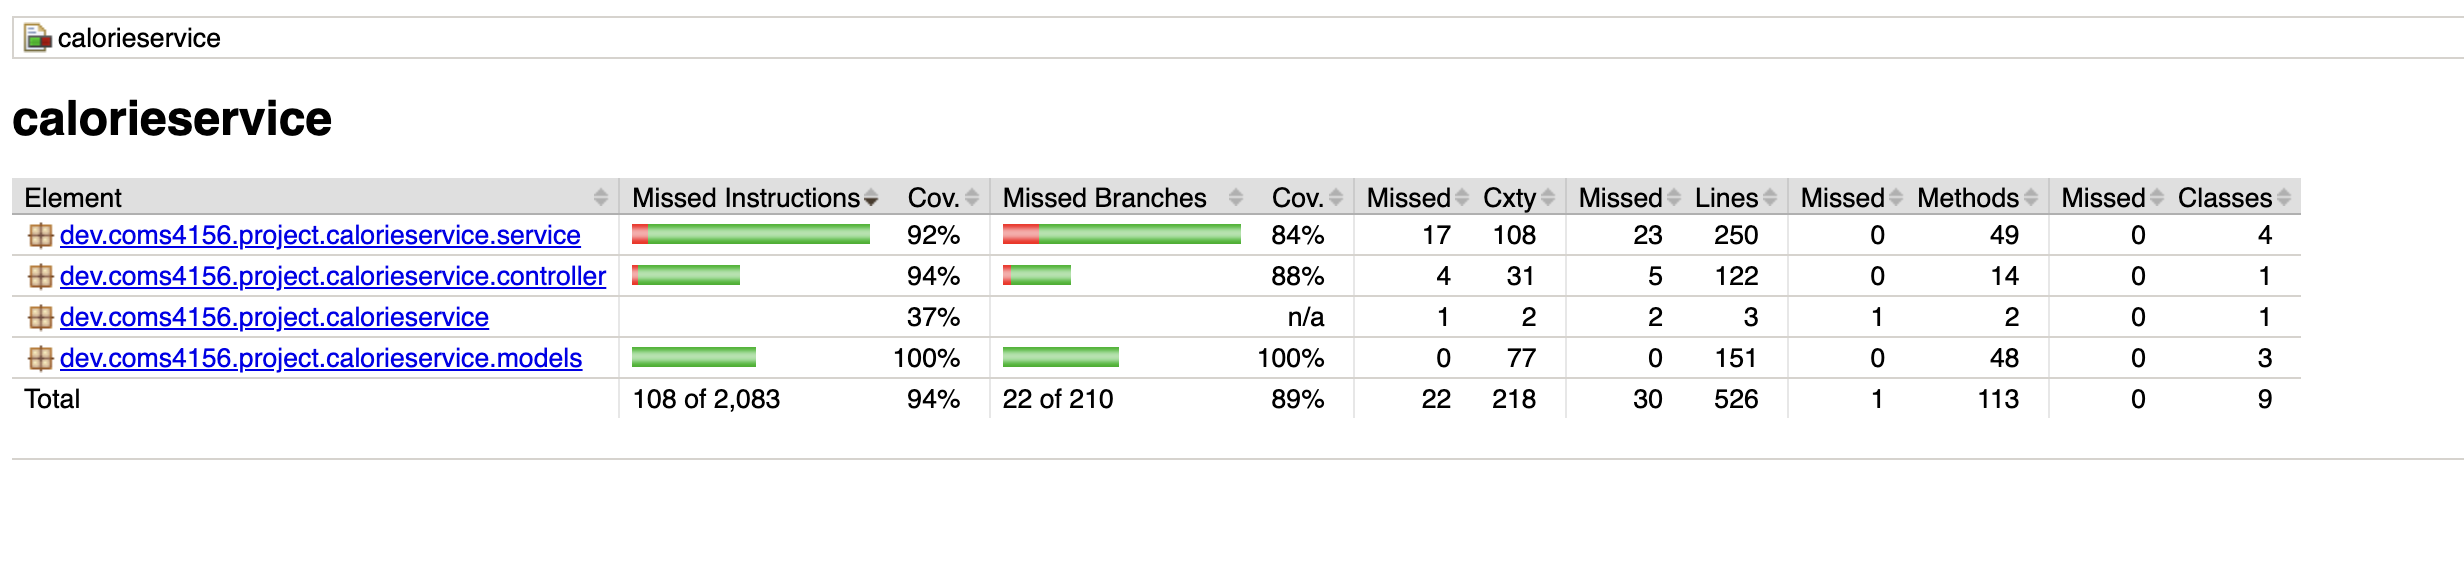 calorieservice
calorieservice
Element Missed Instructions Cov. Missed Branches Cov. Missed Cxty Missed Lines Missed Methods Missed Classes
dev.coms4156.project.calorieservice.service 92% 84% 17 108 23 250 0 49 0 4
dev.coms4156.project.calorieservice.controller 94% 88% 4 31 5 122 0 14 0 1
dev.coms4156.project.calorieservice 37% n/a 1 2 2 3 1 2 0 1
dev.coms4156.project.calorieservice.models 100% 100% 0 77 0 151 0 48 0 3
Total 108 of 2,083 94% 22 of 210 89% 22 218 30 526 1 113 0 9